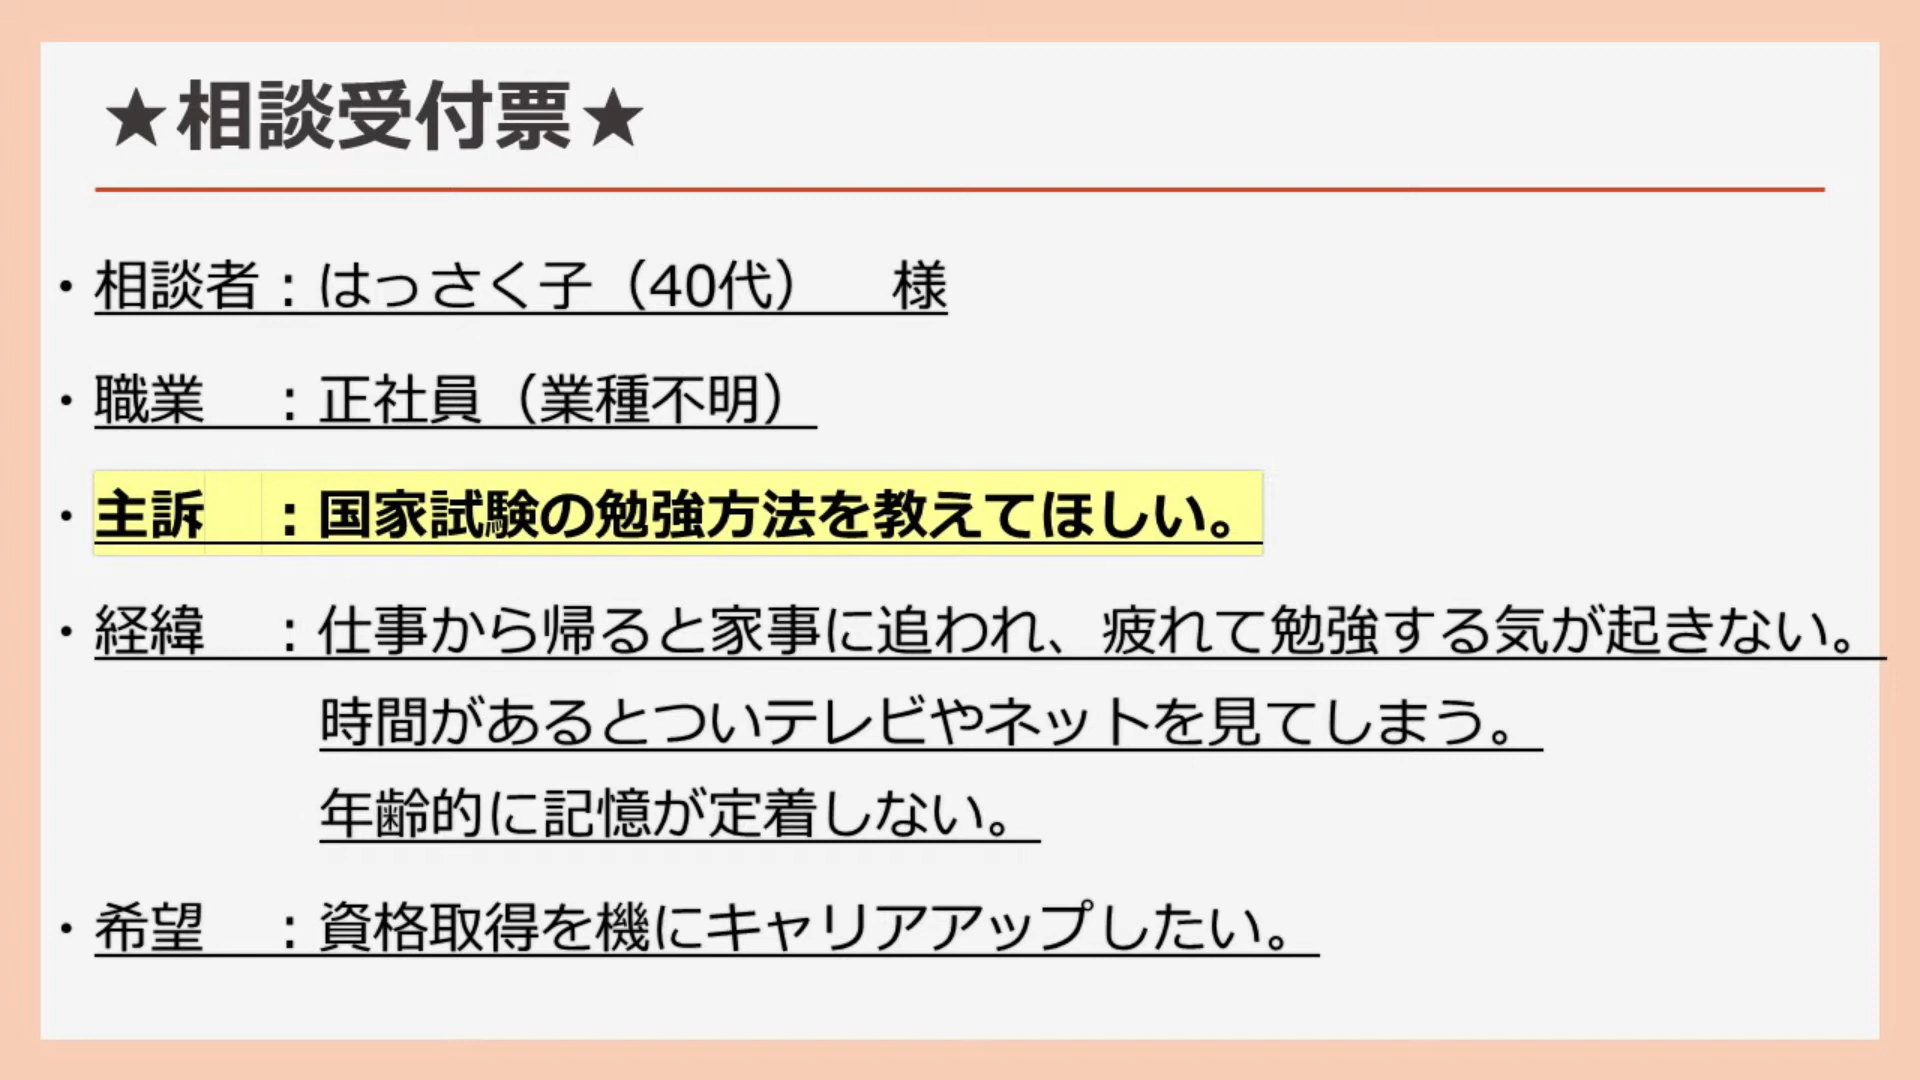 ★相談受付票★
・相談者：はっさく子（40代）　様
・職業　：正社員（業種不明）
・主訴　：国家試験の勉強方法を教えてほしい。
・経緯　：仕事から帰ると家事に追われ、疲れて勉強する気が起きない。
時間があるとついテレビやネットを見てしまう。
年齢的に記憶が定着しない。
・希望　：資格取得を機にキャリアアップしたい。